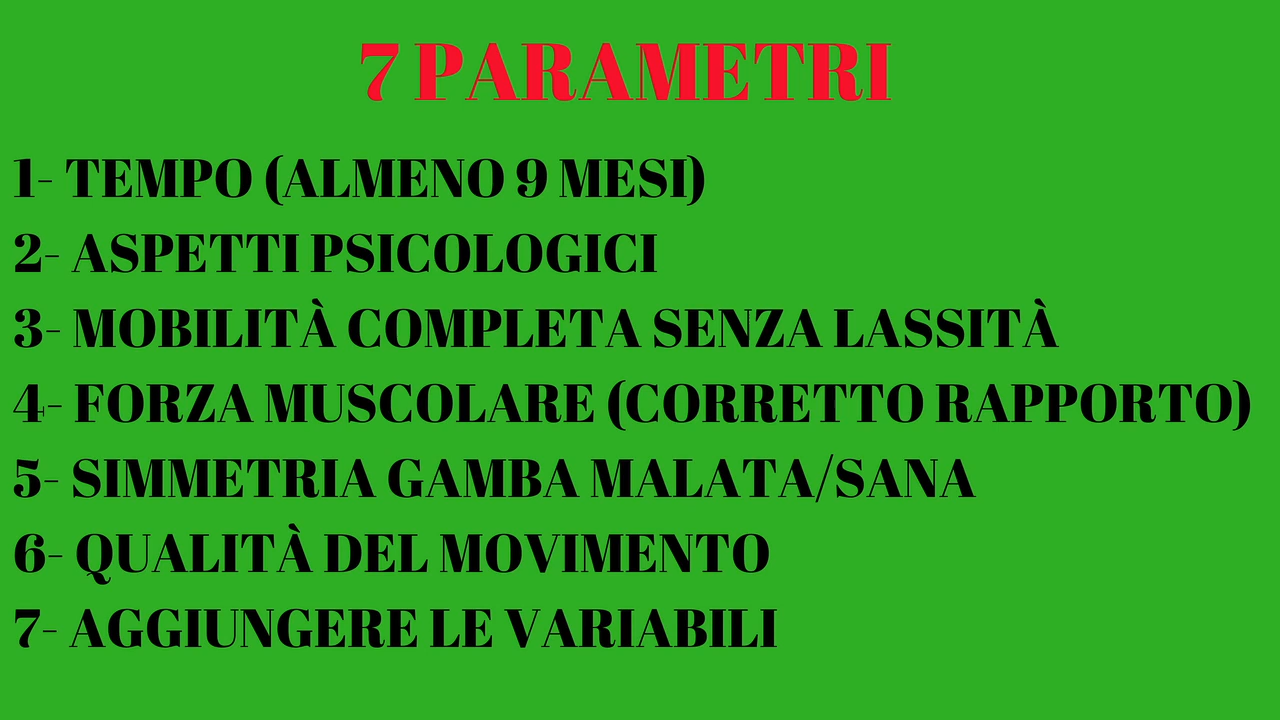 7 PARAMETRI
1- TEMPO (ALMENO 9 MESI)
2- ASPETTI PSICOLOGICI
3- MOBILITÀ COMPLETA SENZA LASSITÀ
4- FORZA MUSCOLARE (CORRETTO RAPPORTO)
5- SIMMETRIA GAMBA MALATA/SANA
6- QUALITÀ DEL MOVIMENTO
7- AGGIUNGERE LE VARIABILI